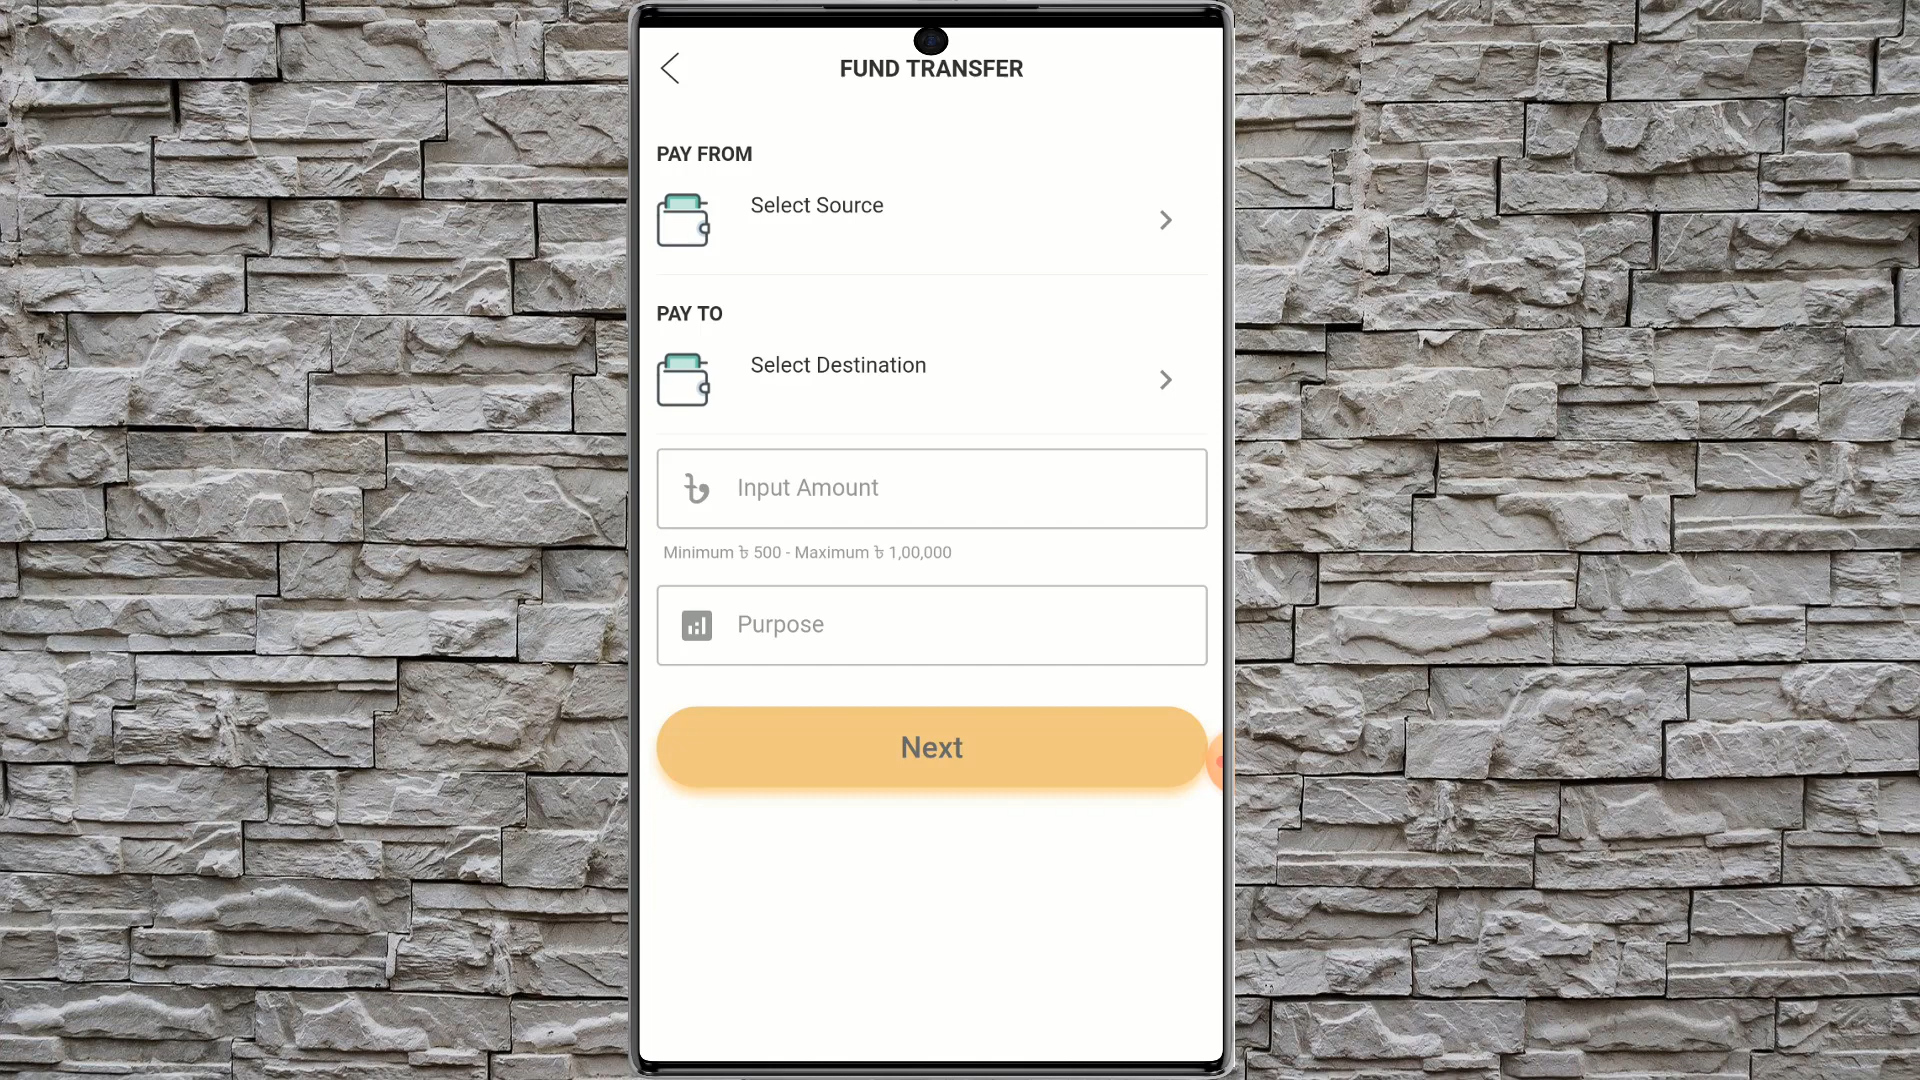 FUND TRANSFER
PAY FROM
Select Source
PAY TO
Select Destination
৳ Input Amount
Minimum ৳ 500 - Maximum ৳ 1,00,000
Purpose
Next